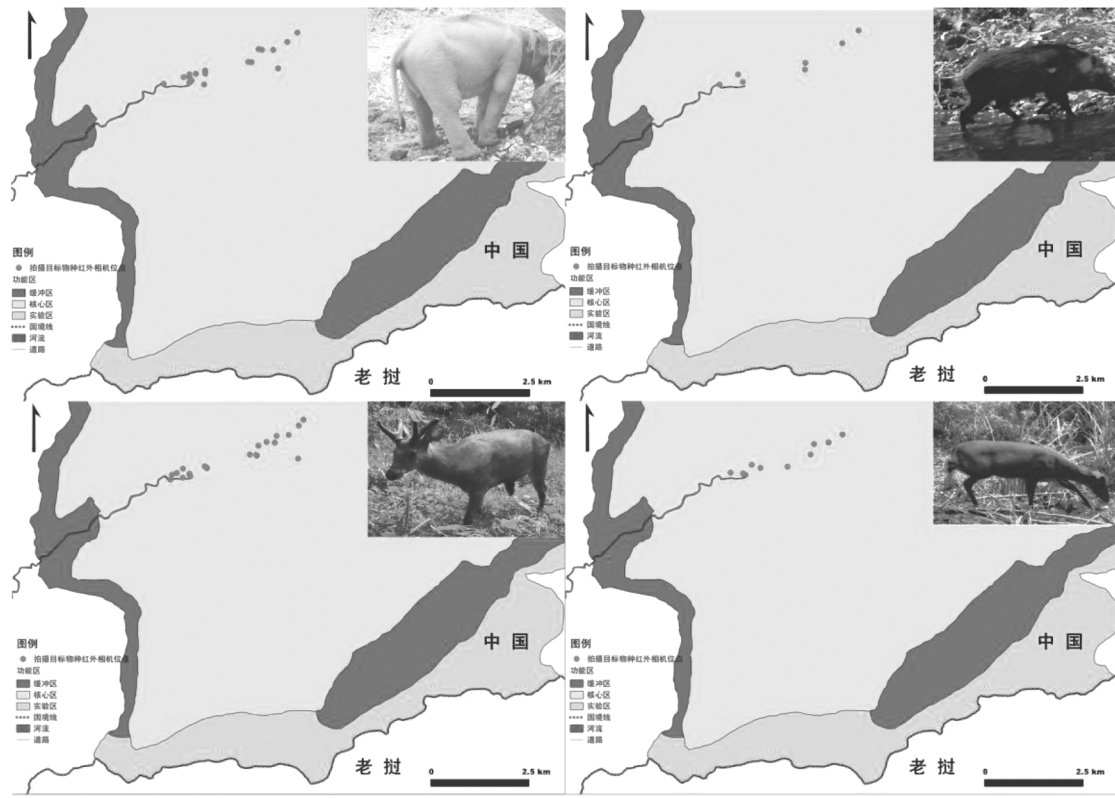 中 国
图例
拍摄目标物种红外相机位点
功能区
缓冲区
核心区
实验区
国境线
河流
道路
老 挝
0 2.5 km
中 国
图例
拍摄目标物种红外相机位点
功能区
缓冲区
核心区
实验区
国境线
河流
道路
老 挝
0 2.5 km
中 国
图例
拍摄目标物种红外相机位点
功能区
缓冲区
核心区
实验区
国境线
河流
道路
老 挝
0 2.5 km
中 国
图例
拍摄目标物种红外相机位点
功能区
缓冲区
核心区
实验区
国境线
河流
道路
老 挝
0 2.5 km